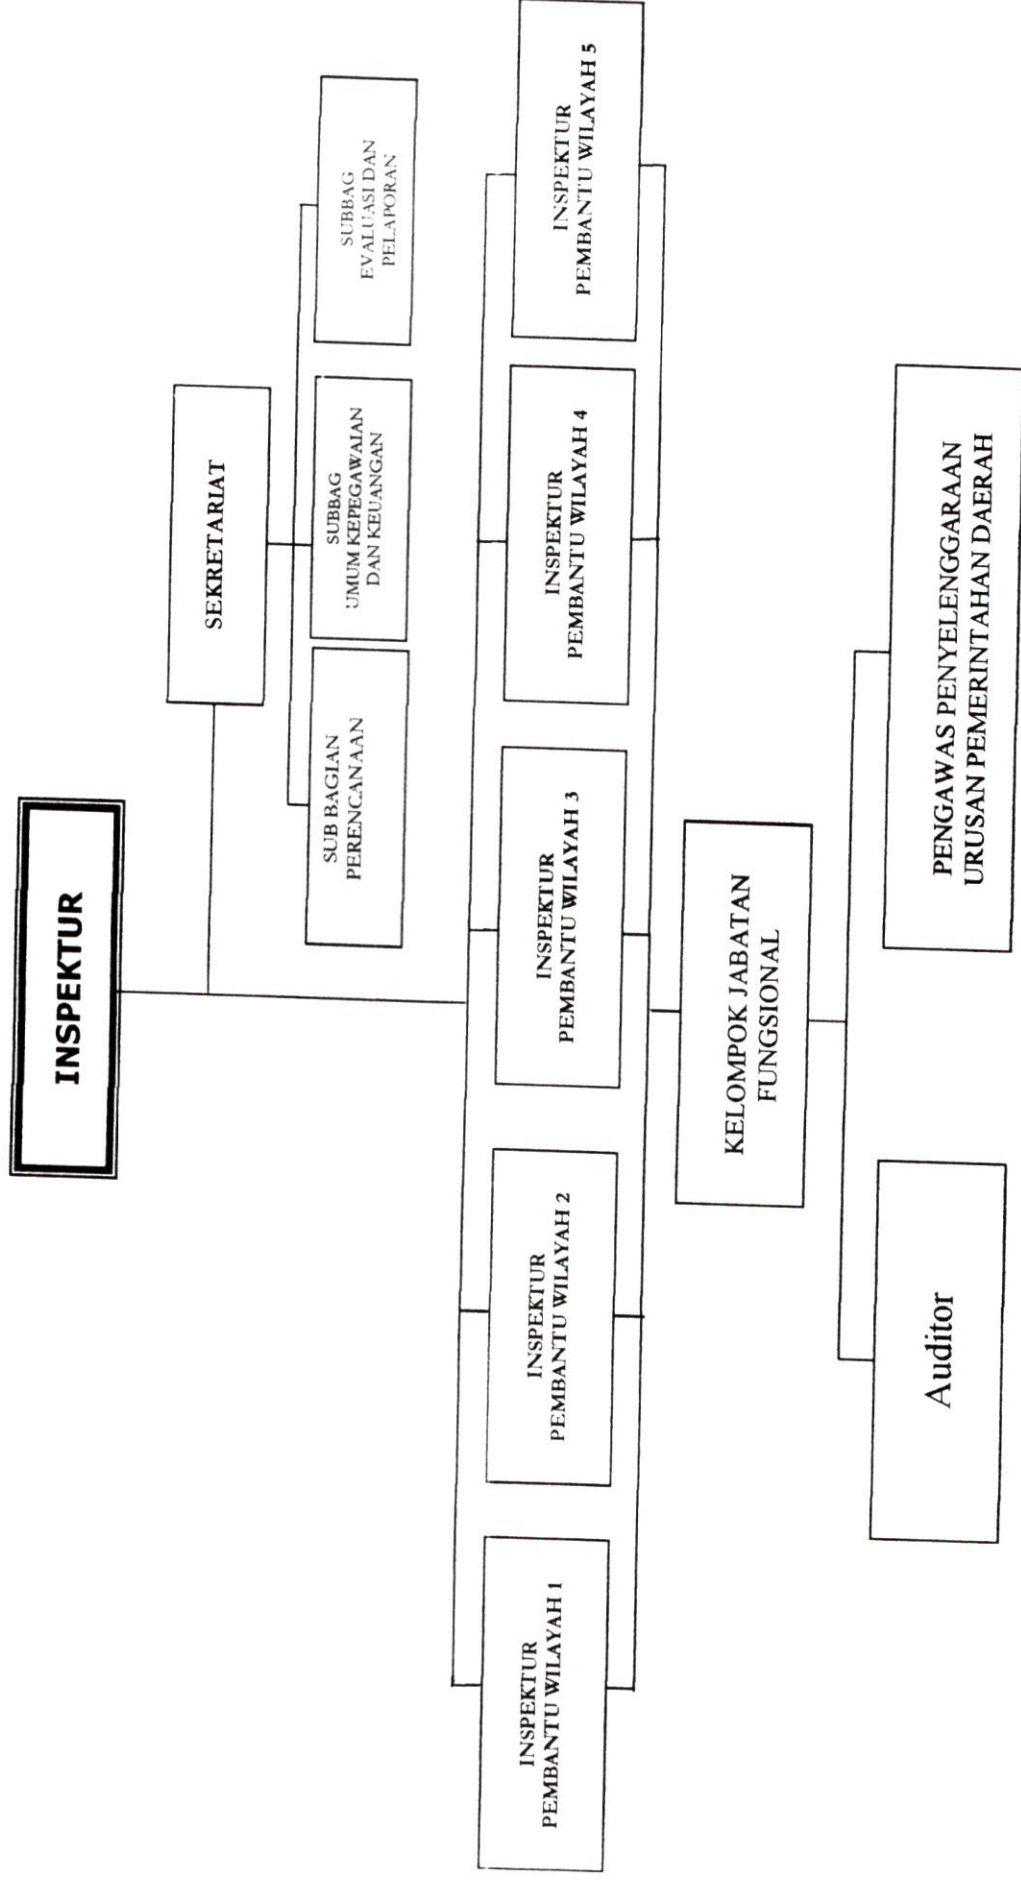 INSPEKTUR
SEKRETARIAT
SUB BAGIAN
PERENCANAAN
SUBBAG
UMUM KEPEGAWAIAN
DAN KEUANGAN
SUBBAG
EVALUASI DAN
PELAPORAN
INSPEKTUR
PEMBANTU WILAYAH 1
INSPEKTUR
PEMBANTU WILAYAH 2
INSPEKTUR
PEMBANTU WILAYAH 3
INSPEKTUR
PEMBANTU WILAYAH 4
INSPEKTUR
PEMBANTU WILAYAH 5
KELOMPOK JABATAN
FUNGSIONAL
Auditor
PENGAWAS PENYELENGGARAAN
URUSAN PEMERINTAHAN DAERAH